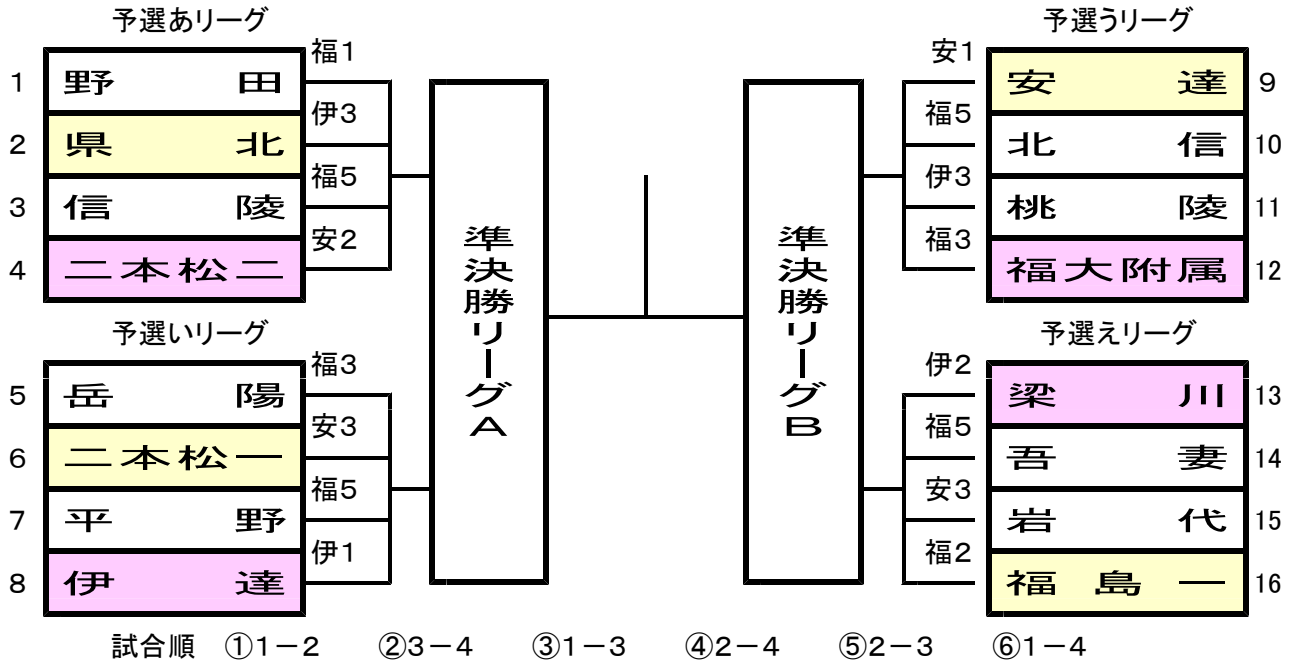 予選あリーグ
福1
1 野田
伊3
2 県北
福5
3 信陵
安2
4 二本松二
予選いリーグ
福3
5 岳陽
安3
6 二本松一
福5
7 平野
伊1
8 伊達
準決勝リーグA
準決勝リーグB
予選うリーグ
安1
安達 9
福5
北信 10
伊3
桃陵 11
福3
福大附属 12
予選えリーグ
伊2
梁川 13
福5
吾妻 14
安3
岩代 15
福2
福島一 16
試合順 ①1－2 ②3－4 ③1－3 ④2－4 ⑤2－3 ⑥1－4